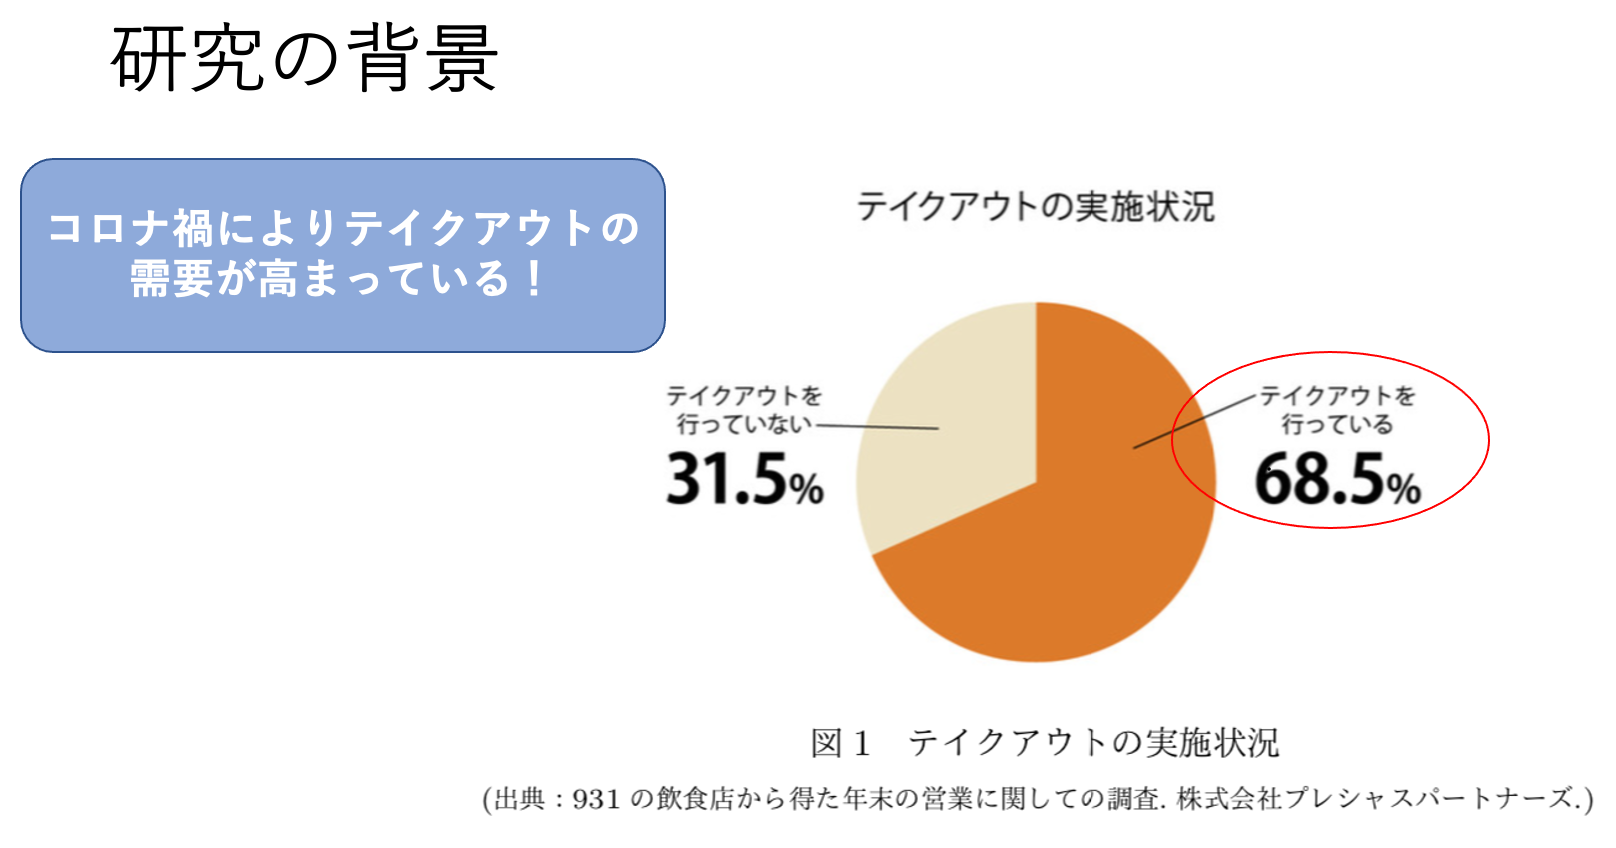 研究の背景
コロナ禍によりテイクアウトの
需要が高まっている！
テイクアウトの実施状況
テイクアウトを
行っていない
31.5%
テイクアウトを
行っている
68.5%
図 1　テイクアウトの実施状況
(出典：931 の飲食店から得た年末の営業に関しての調査. 株式会社プレシャスパートナーズ.)